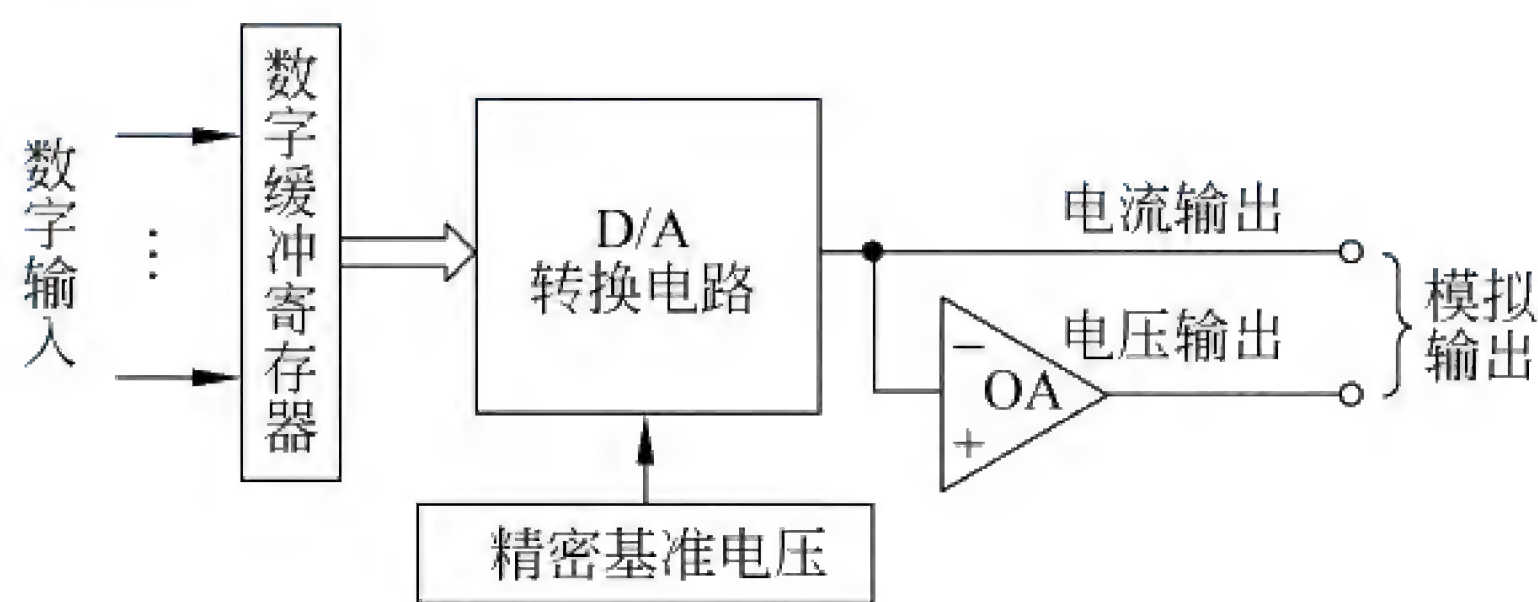 数字输入
数字缓冲寄存器
D/A
转换电路
精密基准电压
电流输出
电压输出
OA
模拟
输出